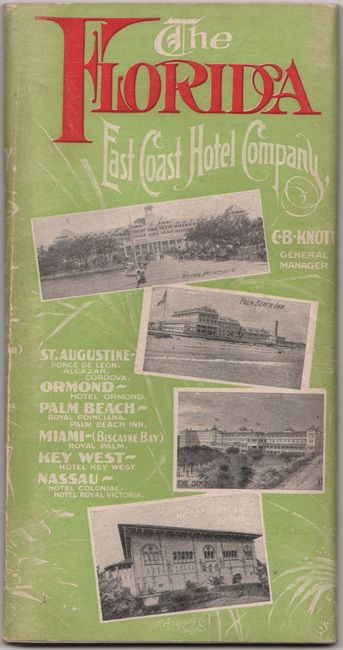 The
FLORIDA
East Coast Hotel Company,
C·B·KNOTT
GENERAL
MANAGER
ROYAL POINCIANA
PALM BEACH INN
ST. AUGUSTINE~
PONCE DE LEON.
ALCAZAR.
CORDOVA.
ORMOND~
HOTEL ORMOND.
PALM BEACH~
ROYAL POINCIANA.
PALM BEACH INN.
MIAMI~(BISCAYNE BAY)
ROYAL PALM.
KEY WEST~
HOTEL KEY WEST.
NASSAU~
HOTEL COLONIAL.
HOTEL ROYAL VICTORIA.
THE ORMOND